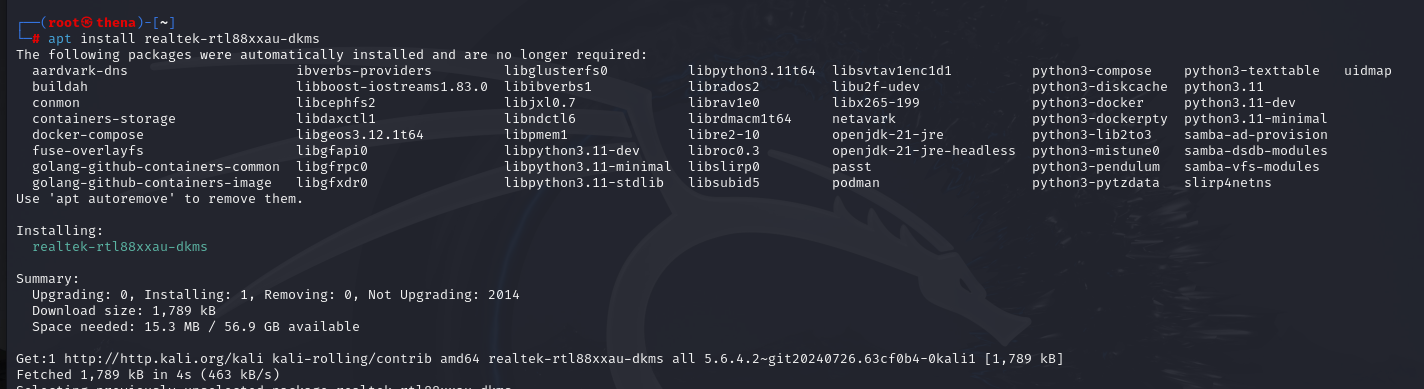 ┌──(root㉿thena)-[~]
└─# apt install realtek-rtl88xxau-dkms
The following packages were automatically installed and are no longer required:
  aardvark-dns                     ibverbs-providers        libglusterfs0          libpython3.11t64  libsvtav1enc1d1          python3-compose    python3-texttable   uidmap
  buildah                          libboost-iostreams1.83.0  libibverbs1            librados2         libu2f-udev              python3-diskcache  python3.11
  conmon                           libcephfs2               libjxl0.7              librav1e0         libx265-199              python3-docker     python3.11-dev
  containers-storage               libdaxctl1               libndctl6              librdmacm1t64     netavark                 python3-dockerpty  python3.11-minimal
  docker-compose                   libgeos3.12.1t64         libpmem1               libre2-10         openjdk-21-jre           python3-lib2to3    samba-ad-provision
  fuse-overlayfs                   libgfapi0                libpython3.11-dev      libroc0.3         openjdk-21-jre-headless  python3-mistune0   samba-dsdb-modules
  golang-github-containers-common  libgfrpc0                libpython3.11-minimal  libslirp0         passt                    python3-pendulum   samba-vfs-modules
  golang-github-containers-image   libgfxdr0                libpython3.11-stdlib   libsubid5         podman                   python3-pytzdata   slirp4netns
Use 'apt autoremove' to remove them.
Installing:
  realtek-rtl88xxau-dkms
Summary:
  Upgrading: 0, Installing: 1, Removing: 0, Not Upgrading: 2014
  Download size: 1,789 kB
  Space needed: 15.3 MB / 56.9 GB available
Get:1 http://http.kali.org/kali kali-rolling/contrib amd64 realtek-rtl88xxau-dkms all 5.6.4.2~git20240726.63cf0b4-0kali1 [1,789 kB]
Fetched 1,789 kB in 4s (463 kB/s)
Selecting previously unselected package realtek-rtl88xxau-dkms.